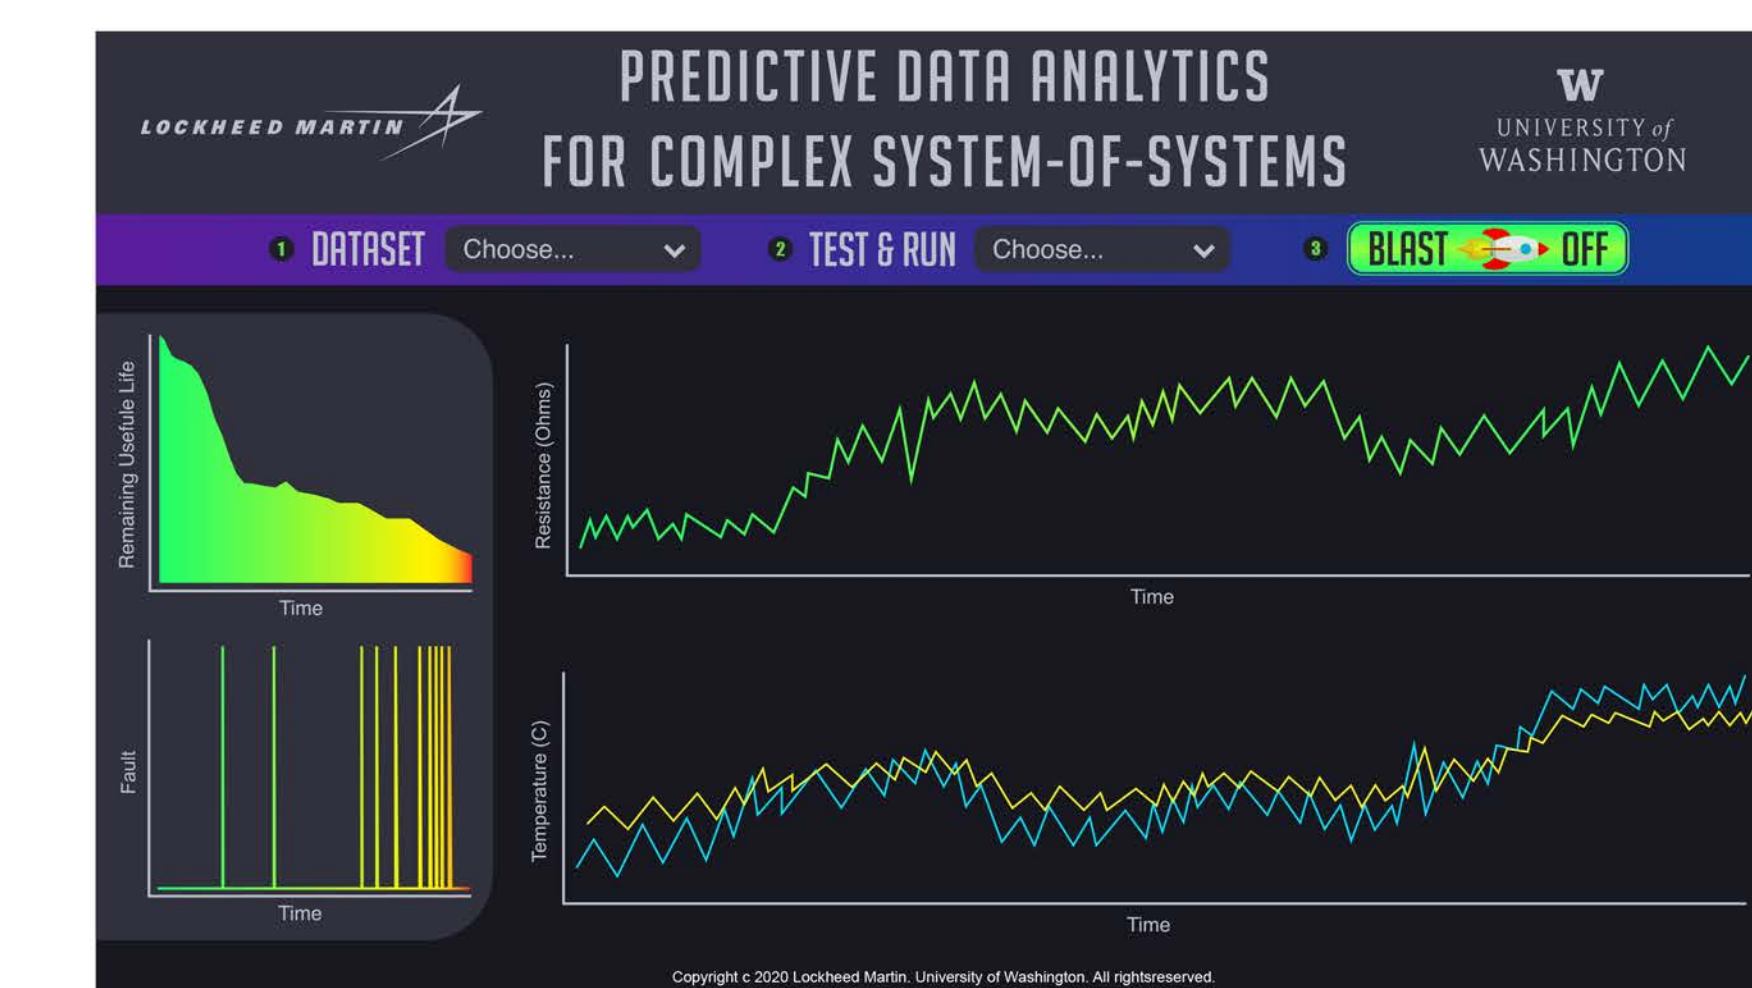 LOCKHEED MARTIN
PREDICTIVE DATA ANALYTICS
FOR COMPLEX SYSTEM-OF-SYSTEMS
W
UNIVERSITY of
WASHINGTON
1 DATASET Choose... 2 TEST & RUN Choose... 3 BLAST OFF
Remaining Usefule Life
Time
Resistance (Ohms)
Time
Fault
Time
Temperature (C)
Time
Copyright c 2020 Lockheed Martin. University of Washington. All rightsreserved.